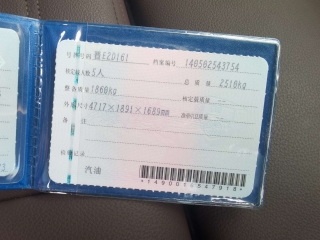 号牌号码 晋EZ0161 档案编号 140502543754
核定载人数 5人 总质量 2510kg
整备质量 1860kg 核定载质量 --
外廓尺寸 4717×1891×1689mm 准牵引总质量 --
备注
检验记录
汽油